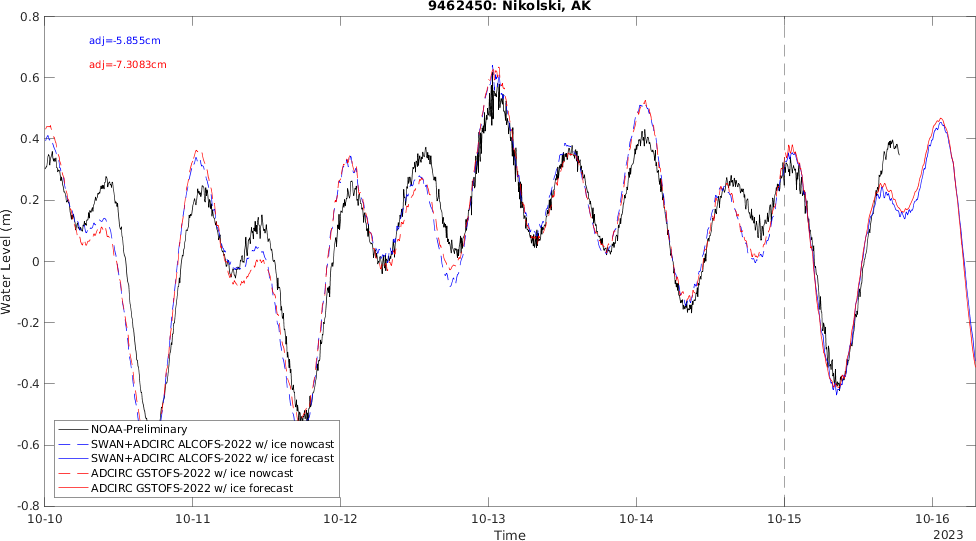 9462450: Nikolski, AK
0.8
adj=-5.855cm
adj=-7.3083cm
0.6
0.4
0.2
0
-0.2
-0.4
-0.6
-0.8
Water Level (m)
NOAA-Preliminary
SWAN+ADCIRC ALCOFS-2022 w/ ice nowcast
SWAN+ADCIRC ALCOFS-2022 w/ ice forecast
ADCIRC GSTOFS-2022 w/ ice nowcast
ADCIRC GSTOFS-2022 w/ ice forecast
10-10 10-11 10-12 10-13 10-14 10-15 10-16
Time
2023